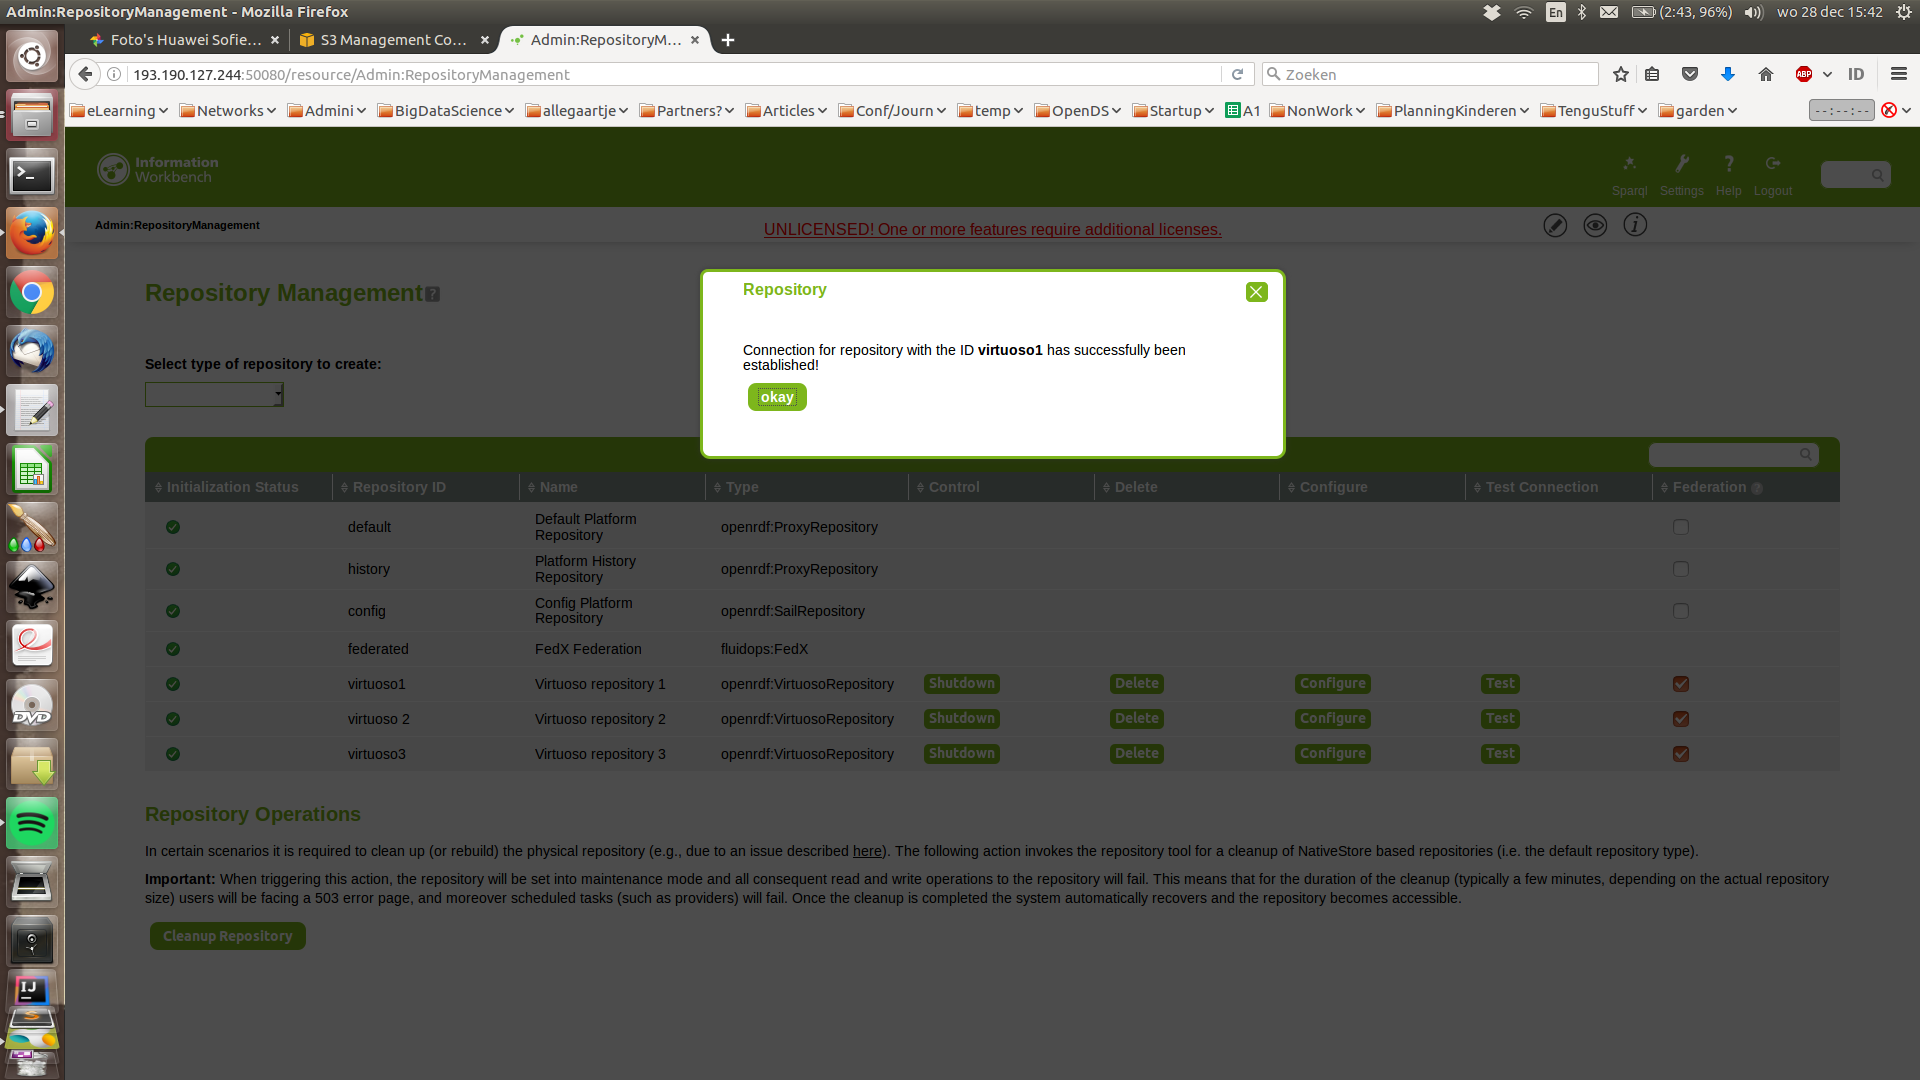 Admin:RepositoryManagement - Mozilla Firefox
En
(2:43, 96%)
wo 28 dec 15:42
Foto's Huawei Sofie...
S3 Management Co...
Admin:RepositoryM...
193.190.127.244:50080/resource/Admin:RepositoryManagement
Zoeken
ABP
ID
eLearning
Networks
Admini
BigDataScience
allegaartje
Partners?
Articles
Conf/Journ
temp
OpenDS
Startup
A1
NonWork
PlanningKinderen
TenguStuff
garden
--:--:--
Information
Workbench
Sparql
Settings
Help
Logout
Admin:RepositoryManagement
UNLICENSED! One or more features require additional licenses.
Repository Management
Select type of repository to create:
Repository
Connection for repository with the ID virtuoso1 has successfully been
established!
okay
Initialization Status Repository ID Name Type Control Delete Configure Test Connection Federation
default Default Platform Repository openrdf:ProxyRepository
history Platform History Repository openrdf:ProxyRepository
config Config Platform Repository openrdf:SailRepository
federated FedX Federation fluidops:FedX
virtuoso1 Virtuoso repository 1 openrdf:VirtuosoRepository Shutdown Delete Configure Test
virtuoso 2 Virtuoso repository 2 openrdf:VirtuosoRepository Shutdown Delete Configure Test
virtuoso3 Virtuoso repository 3 openrdf:VirtuosoRepository Shutdown Delete Configure Test
Repository Operations
In certain scenarios it is required to clean up (or rebuild) the physical repository (e.g., due to an issue described here). The following action invokes the repository tool for a cleanup of NativeStore based repositories (i.e. the default repository type).
Important: When triggering this action, the repository will be set into maintenance mode and all consequent read and write operations to the repository will fail. This means that for the duration of the cleanup (typically a few minutes, depending on the actual repository
size) users will be facing a 503 error page, and moreover scheduled tasks (such as providers) will fail. Once the cleanup is completed the system automatically recovers and the repository becomes accessible.
Cleanup Repository
DVD
IJ